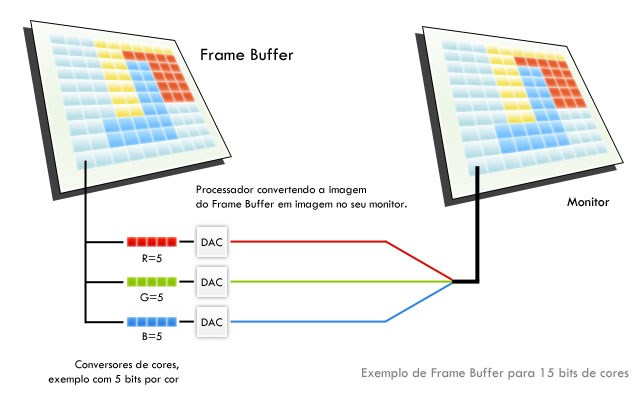 Frame Buffer
Processador convertendo a imagem
do Frame Buffer em imagem no seu monitor.
Monitor
DAC
R=5
DAC
G=5
DAC
B=5
Conversores de cores,
exemplo com 5 bits por cor
Exemplo de Frame Buffer para 15 bits de cores